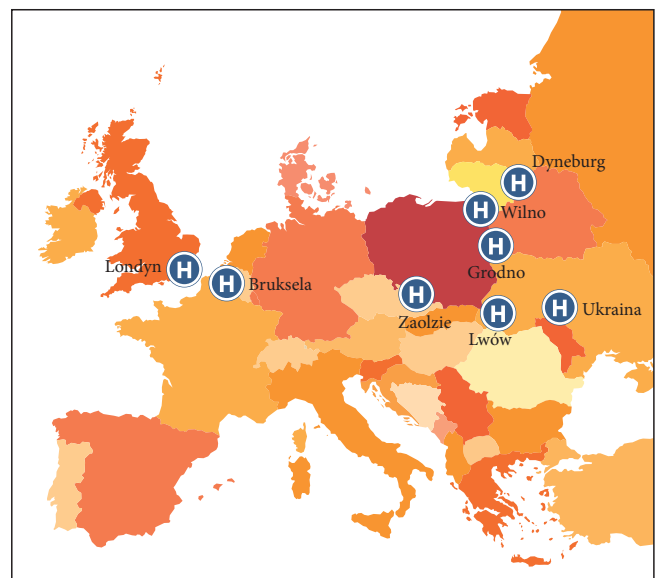 Dyneburg
H
H
Wilno
H
Grodno
Londyn
H
H
Bruksela
H
Zaolzie
H
Lwów
H
Ukraina